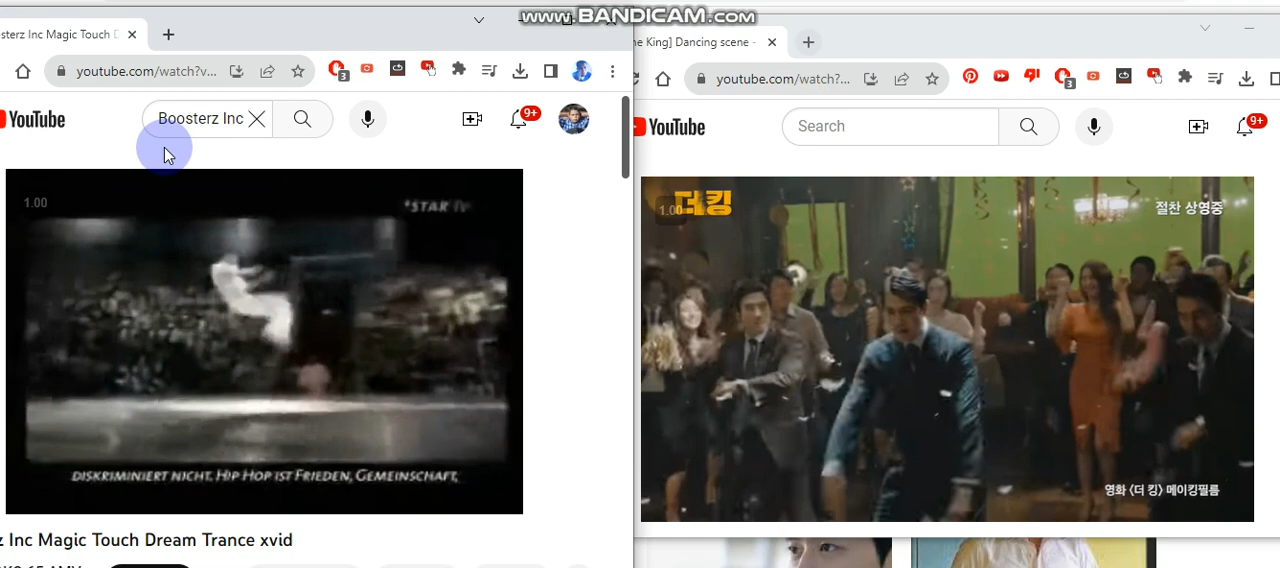 www.BANDICAM.com
sterz Inc Magic Touch D
youtube.com/watch?v...
3
YouTube
Boosterz Inc
9+
1.00
*STAR TV
DISKRIMINIERT NICHT. HIP HOP IST FRIEDEN, GEMEINSCHAFT,
z Inc Magic Touch Dream Trance xvid
ne King] Dancing scene -
youtube.com/watch?...
3
YouTube
Search
9+
1.00
더킹
절찬 상영중
영화 <더 킹> 메이킹필름